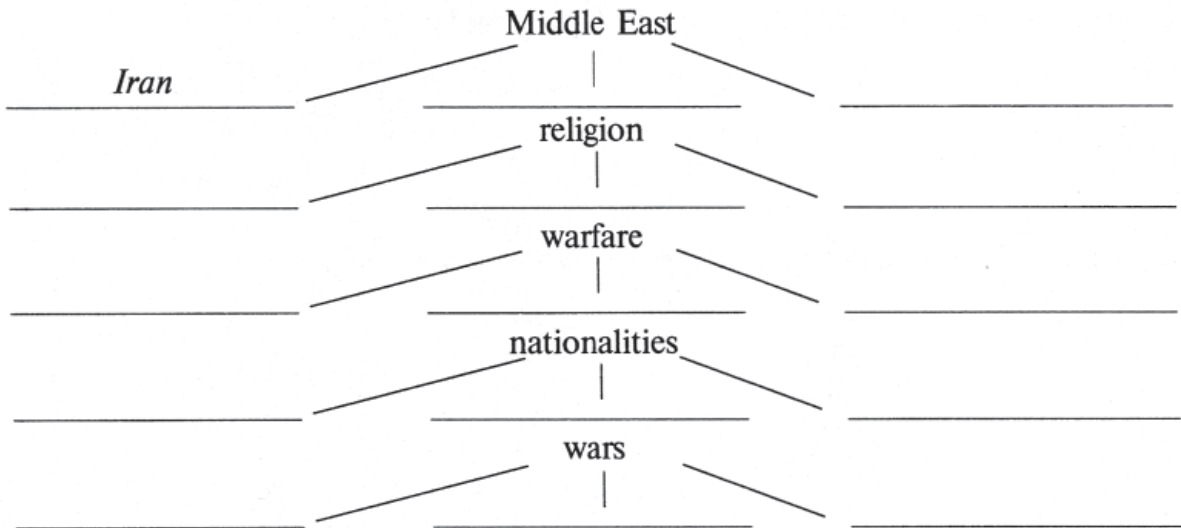 Middle East
Iran
religion
warfare
nationalities
wars